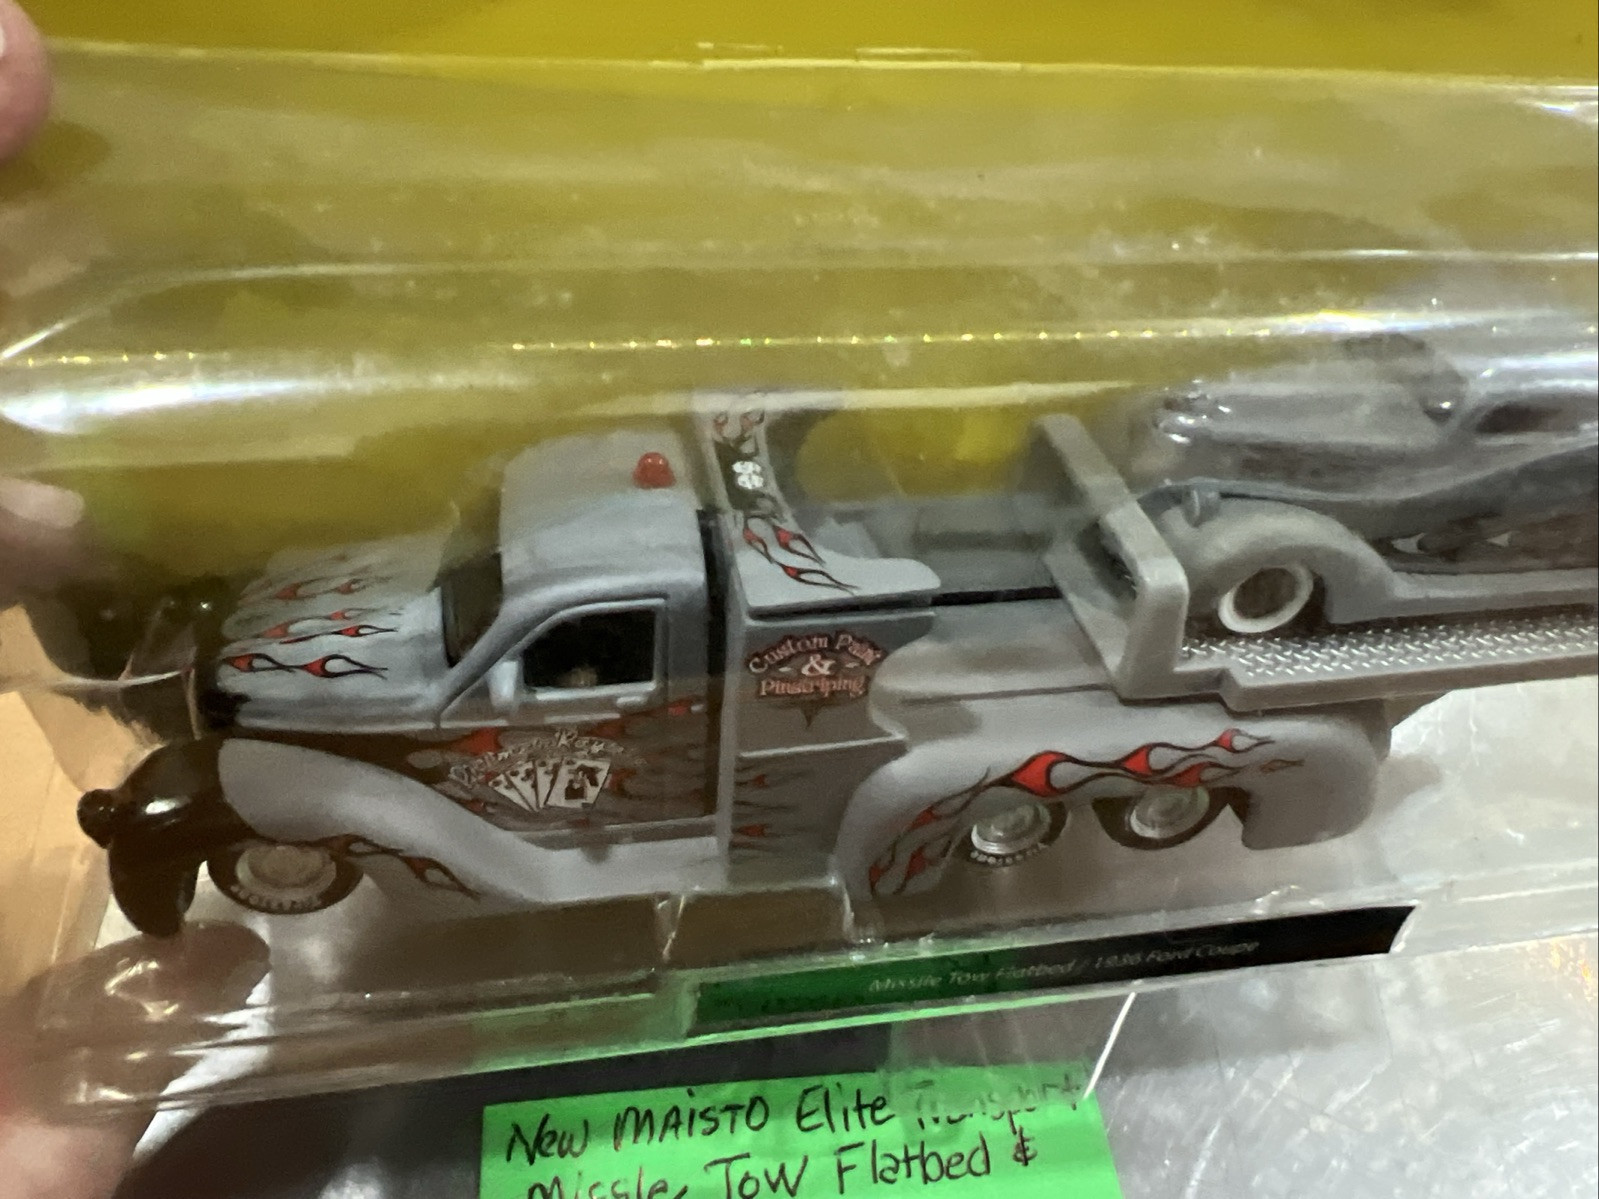 Custom Paint
&
Pinstriping
Missile Tow Flatbed / 1936 Ford Coupe
New MAISTO Elite Transport
Missle Tow Flatbed &